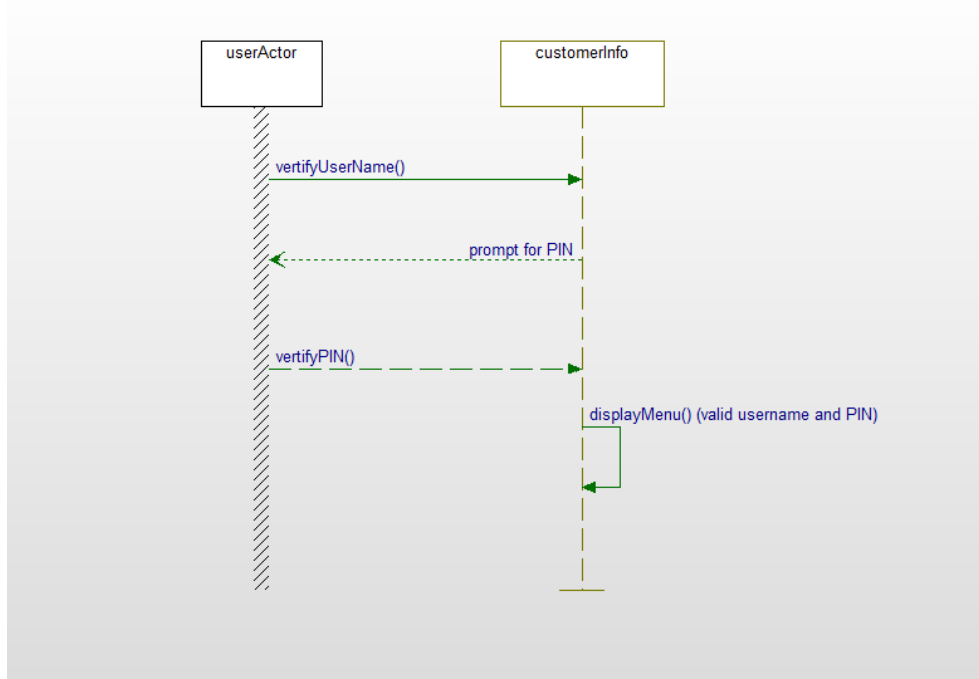 userActor
customerInfo
vertifyUserName()
prompt for PIN
vertifyPIN()
displayMenu() (valid username and PIN)